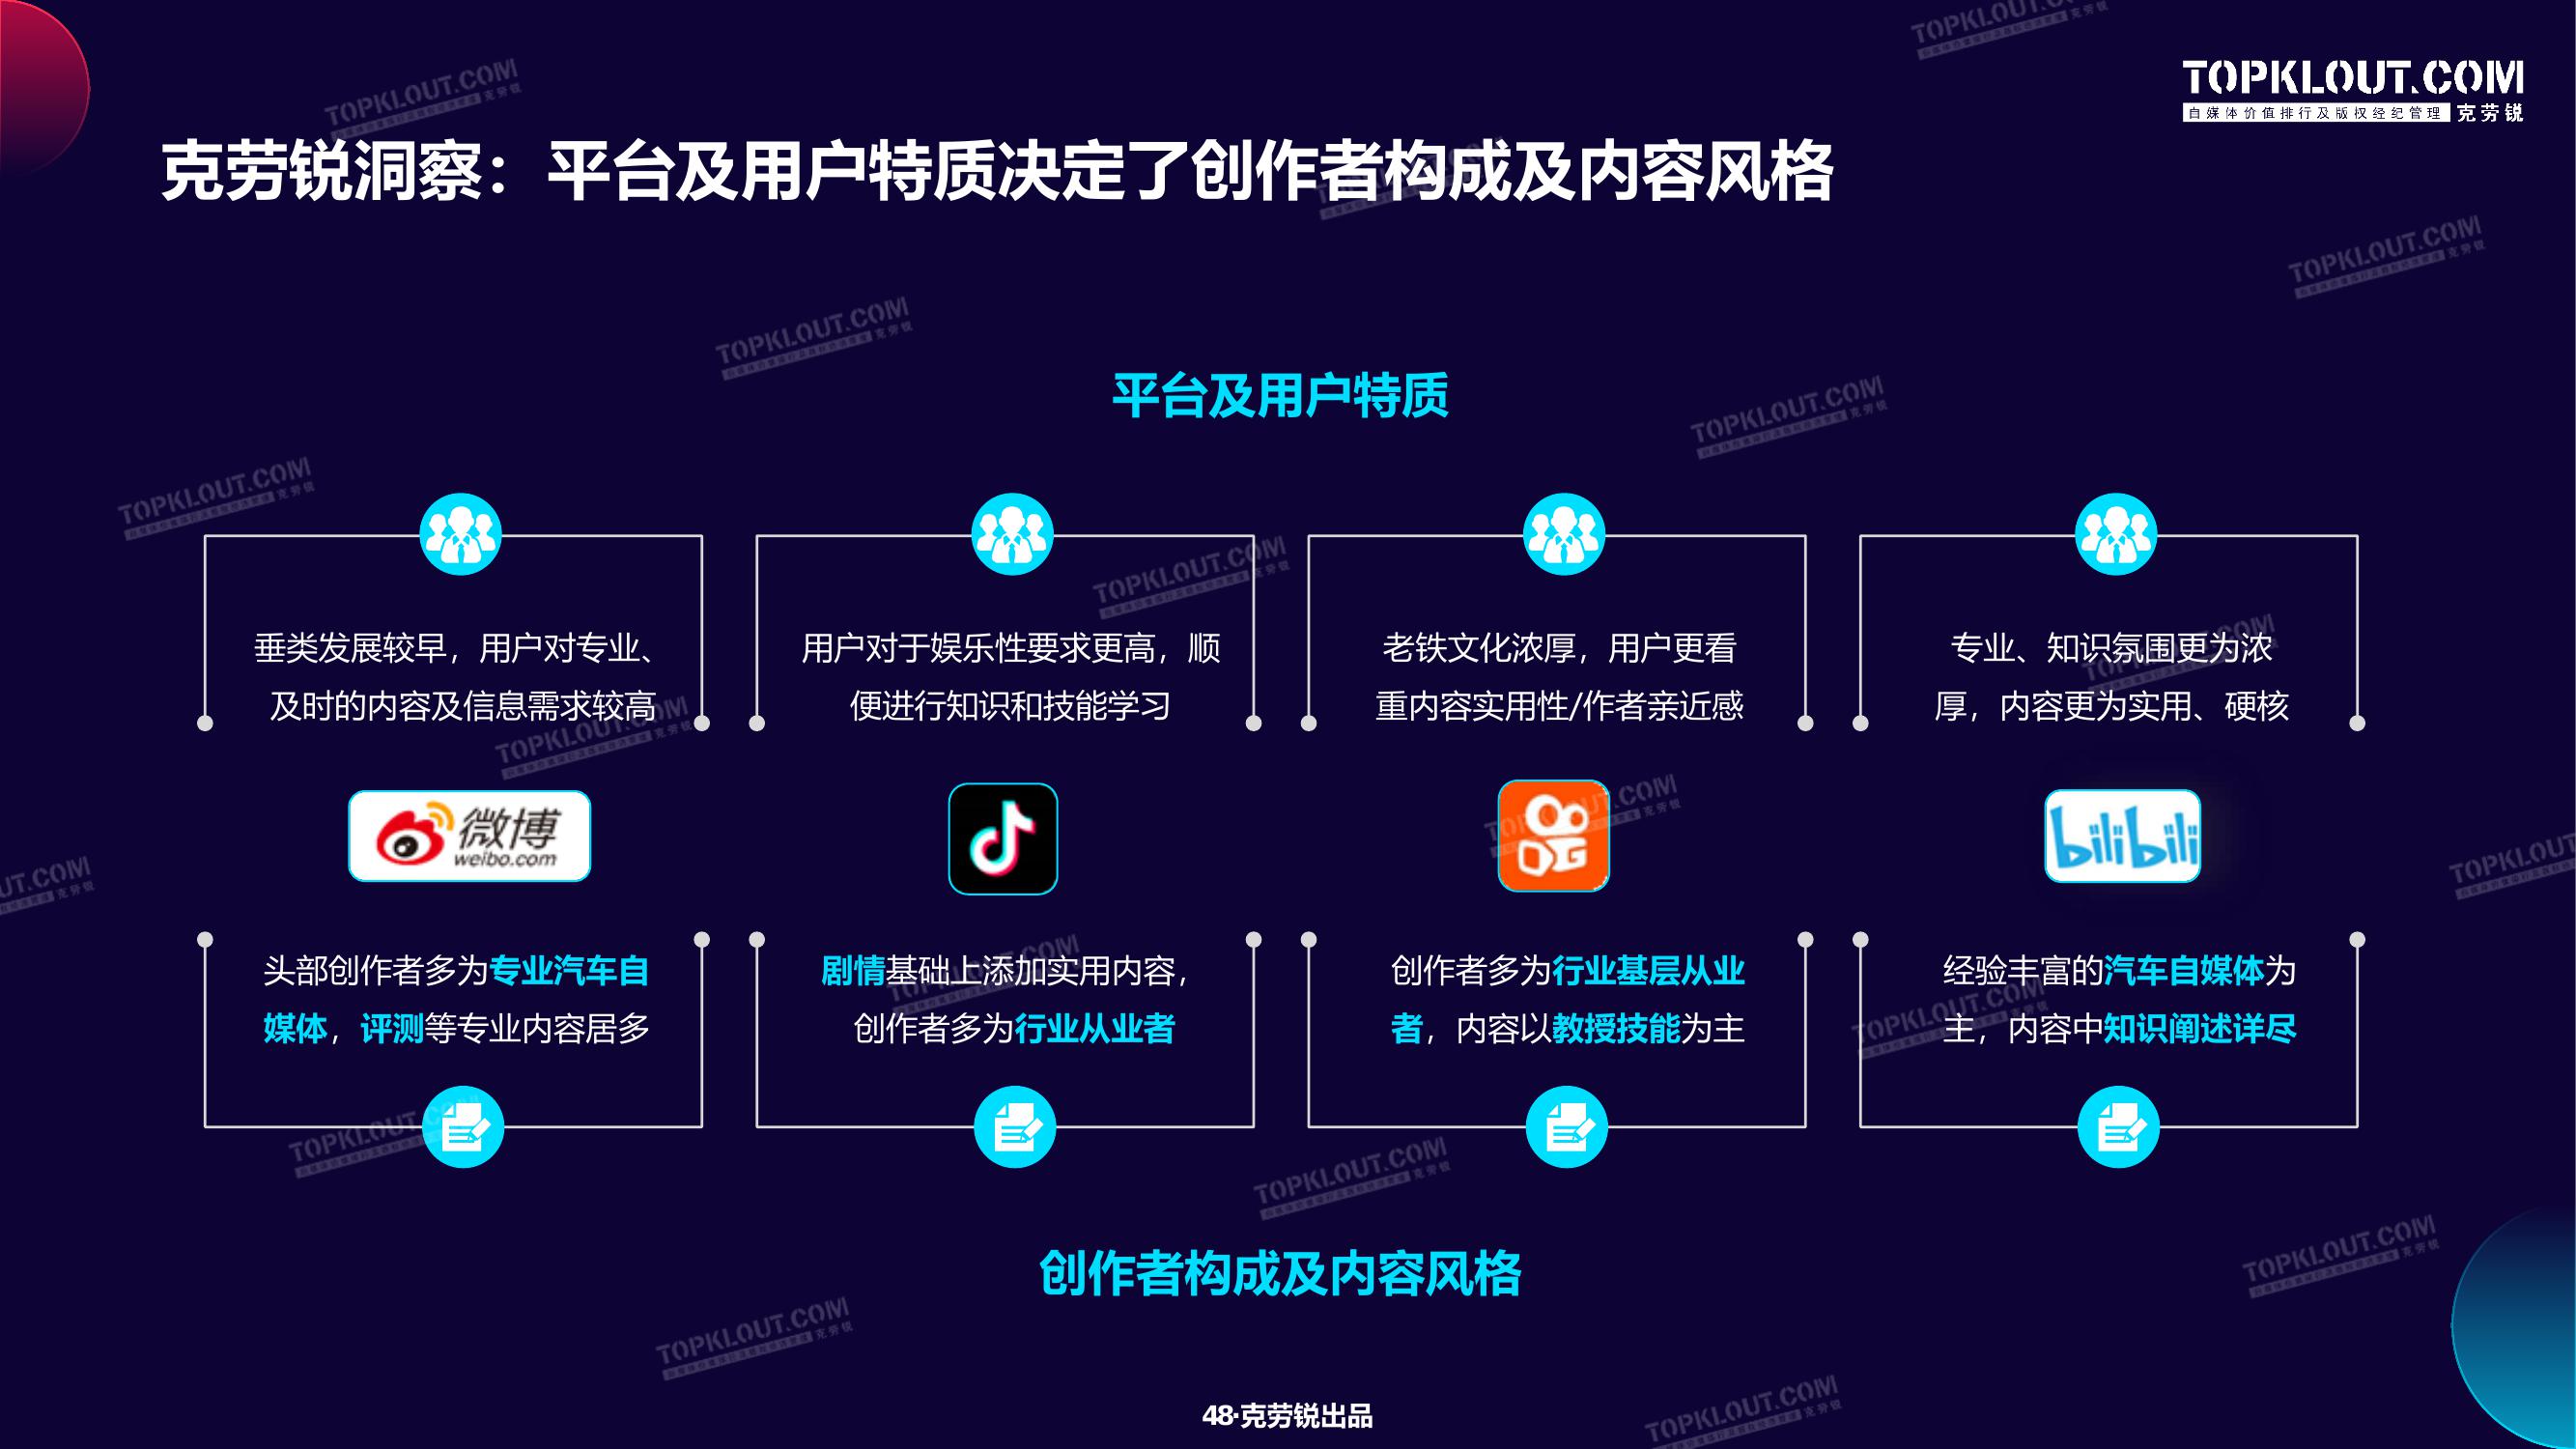 TOPKLOUT.COM
自媒体价值排行及版权经纪管理 克劳锐
克劳锐洞察：平台及用户特质决定了创作者构成及内容风格
平台及用户特质
垂类发展较早，用户对专业、
及时的内容及信息需求较高
用户对于娱乐性要求更高，顺
便进行知识和技能学习
老铁文化浓厚，用户更看
重内容实用性/作者亲近感
专业、知识氛围更为浓
厚，内容更为实用、硬核
微博
weibo.com
bilibili
头部创作者多为专业汽车自
媒体，评测等专业内容居多
剧情基础上添加实用内容，
创作者多为行业从业者
创作者多为行业基层从业
者，内容以教授技能为主
经验丰富的汽车自媒体为
主，内容中知识阐述详尽
创作者构成及内容风格
48·克劳锐出品